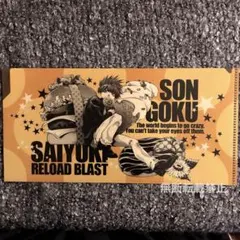 SON
GOKU
The world begins to go crazy.
You can't take your eyes off them.
SAIYUKI
RELOAD BLAST
無断転載禁止